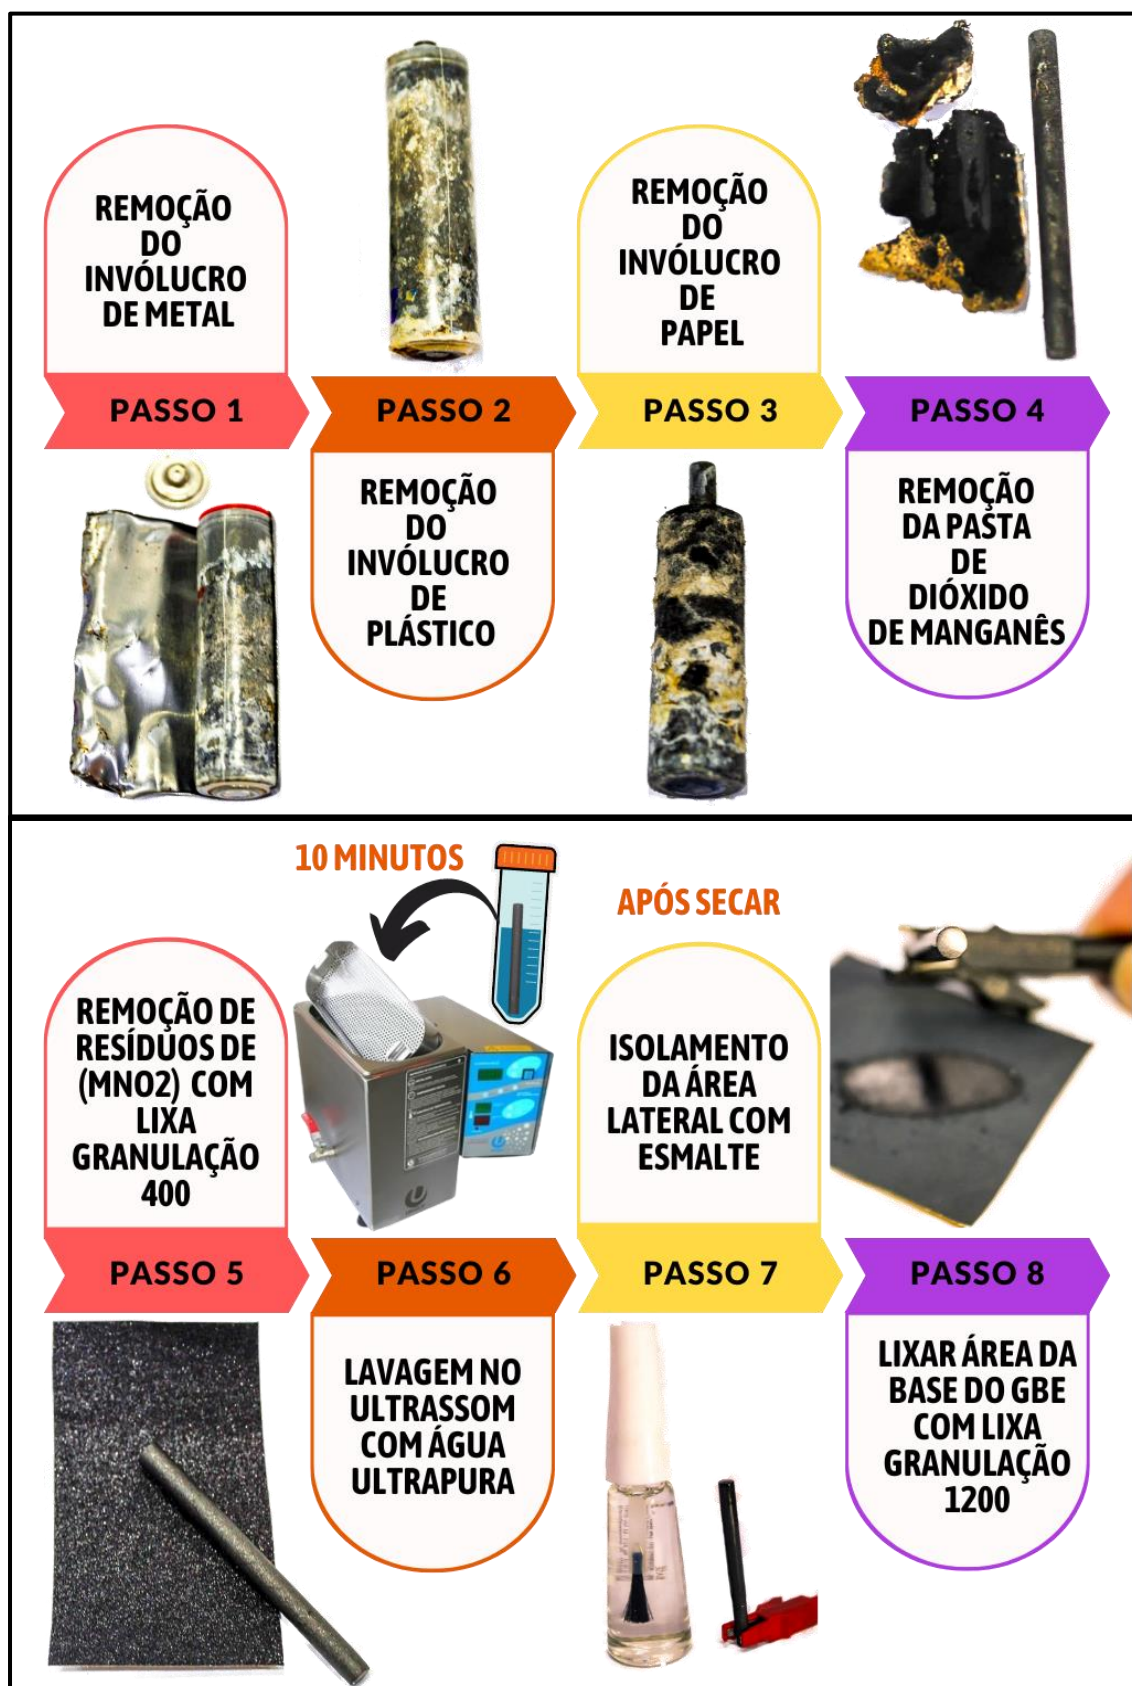 REMOÇÃO
DO
INVÓLUCRO
DE METAL
PASSO 1
PASSO 2
REMOÇÃO
DO
INVÓLUCRO
DE
PLÁSTICO
REMOÇÃO
DO
INVÓLUCRO
DE
PAPEL
PASSO 3
PASSO 4
REMOÇÃO
DA PASTA
DE
DIÓXIDO
DE MANGANÊS
REMOÇÃO DE
RESÍDUOS DE
(MNO2) COM
LIXA
GRANULAÇÃO
400
PASSO 5
10 MINUTOS
PASSO 6
LAVAGEM NO
ULTRASSOM
COM ÁGUA
ULTRAPURA
APÓS SECAR
ISOLAMENTO
DA ÁREA
LATERAL COM
ESMALTE
PASSO 7
PASSO 8
LIXAR ÁREA DA
BASE DO GBE
COM LIXA
GRANULAÇÃO
1200